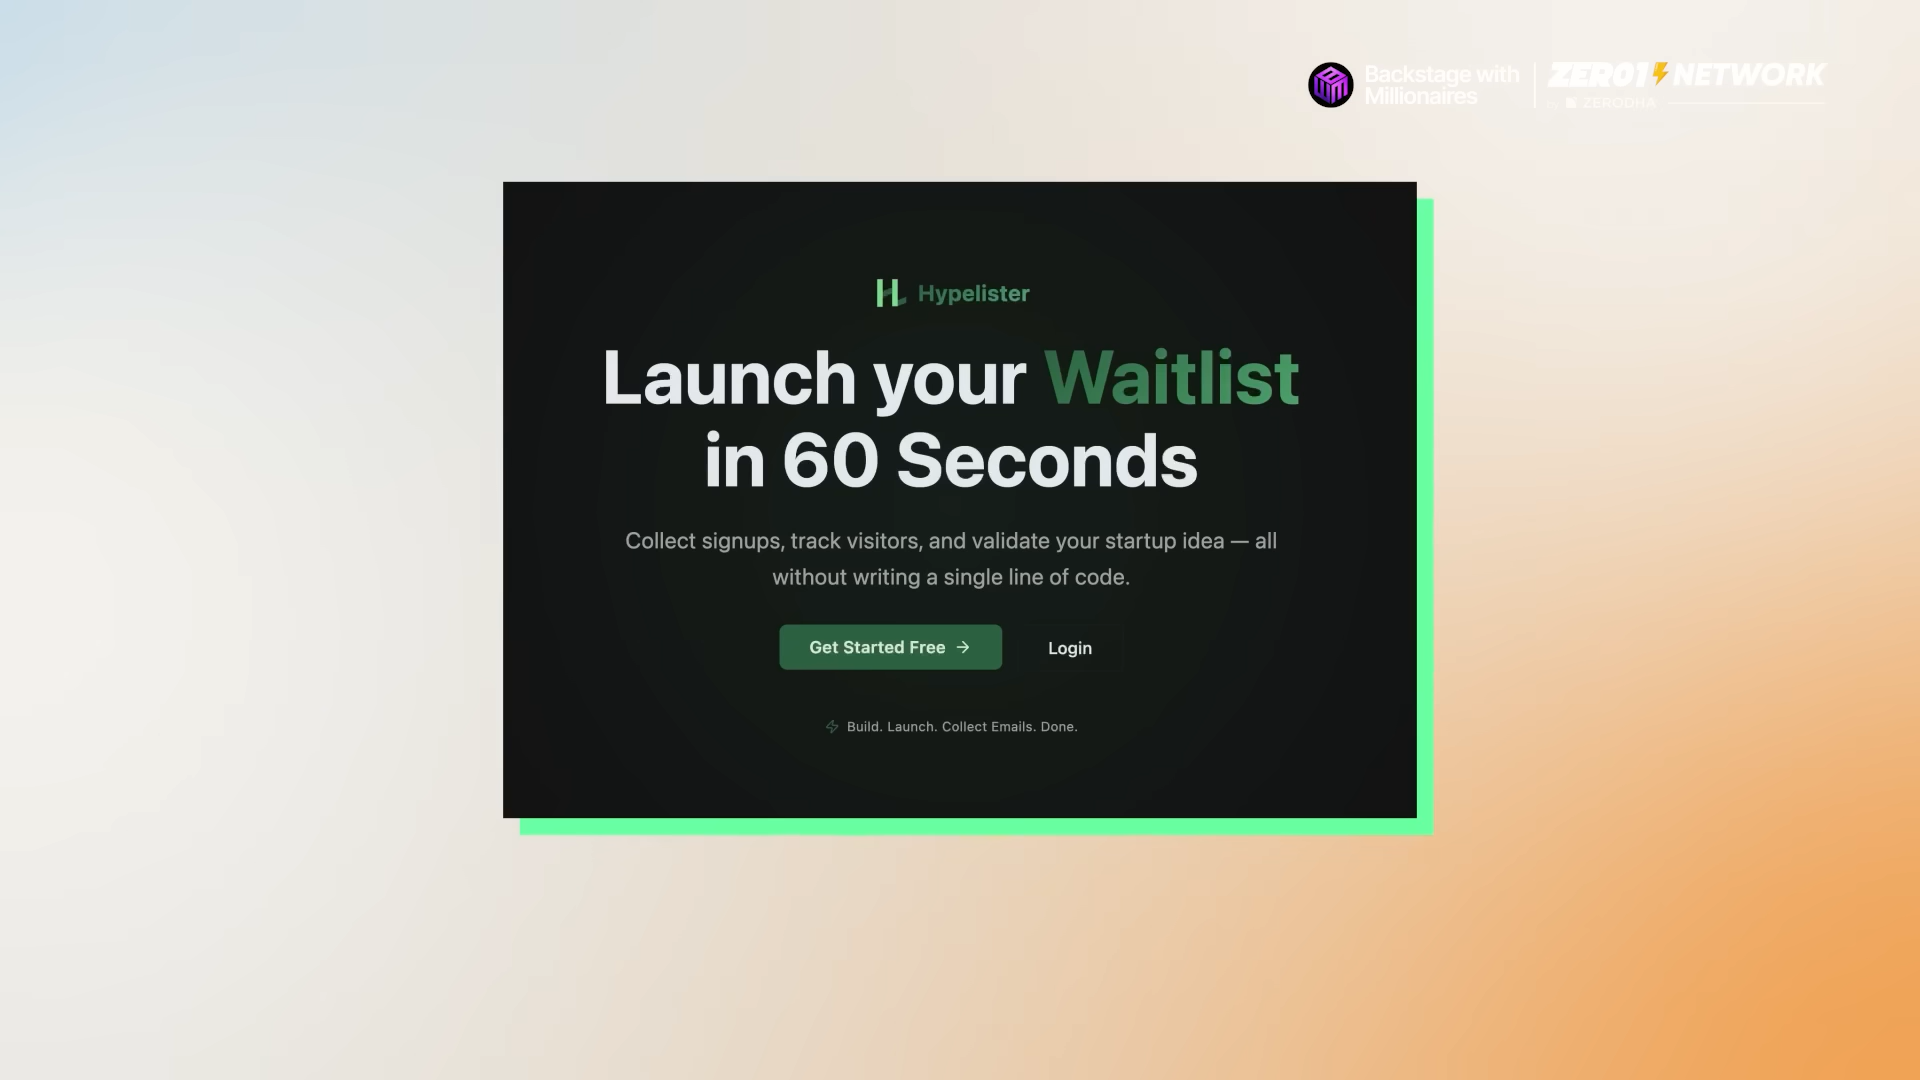 Backstage with
Millionaires
ZERO1 NETWORK
by ZERODHA
Hypelister
Launch your Waitlist
in 60 Seconds
Collect signups, track visitors, and validate your startup idea — all
without writing a single line of code.
Get Started Free →
Login
Build. Launch. Collect Emails. Done.